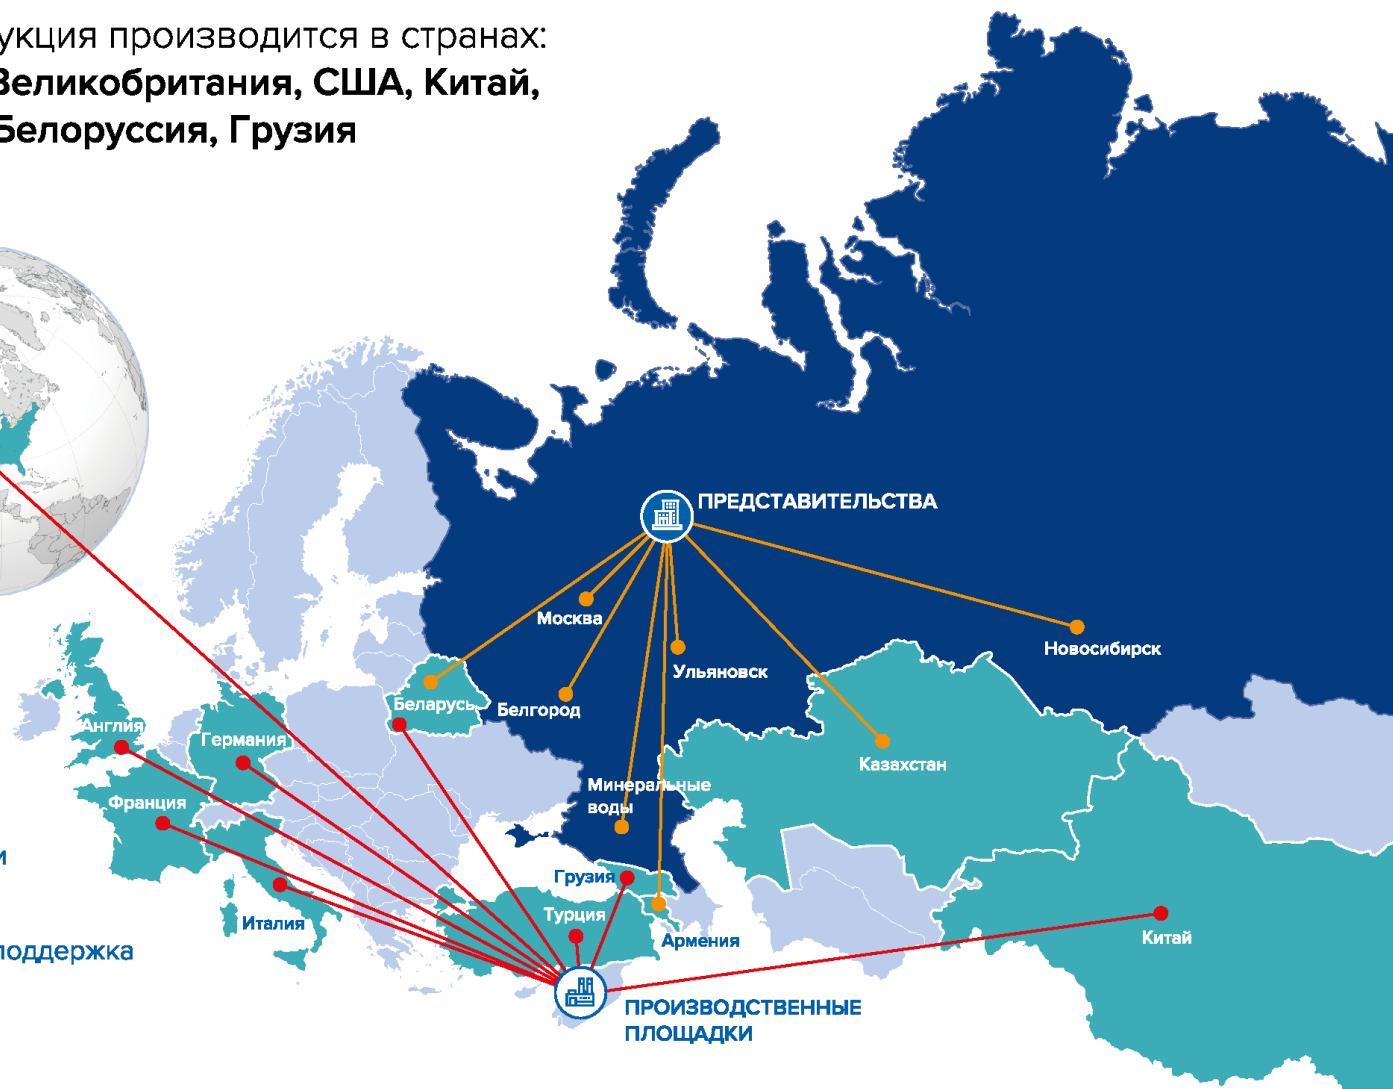 укция производится в странах:
Великобритания, США, Китай,
Белоруссия, Грузия
ПРЕДСТАВИТЕЛЬСТВА
Москва
Новосибирск
Ульяновск
Беларусь
Белгород
Англия
Германия
Казахстан
Минеральные
воды
Франция
и
Грузия
Турция
Италия
Армения
Китай
поддержка
ПРОИЗВОДСТВЕННЫЕ
ПЛОЩАДКИ